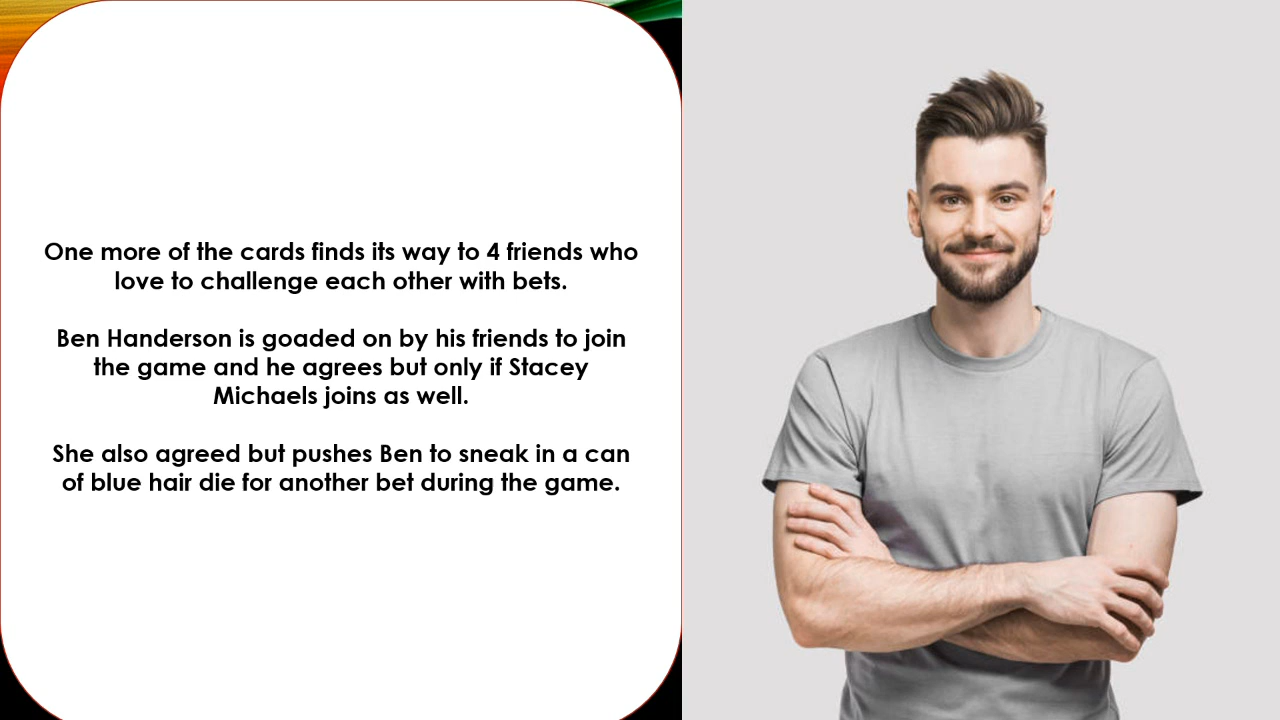 One more of the cards finds its way to 4 friends who
love to challenge each other with bets.
Ben Handerson is goaded on by his friends to join
the game and he agrees but only if Stacey
Michaels joins as well.
She also agreed but pushes Ben to sneak in a can
of blue hair die for another bet during the game.